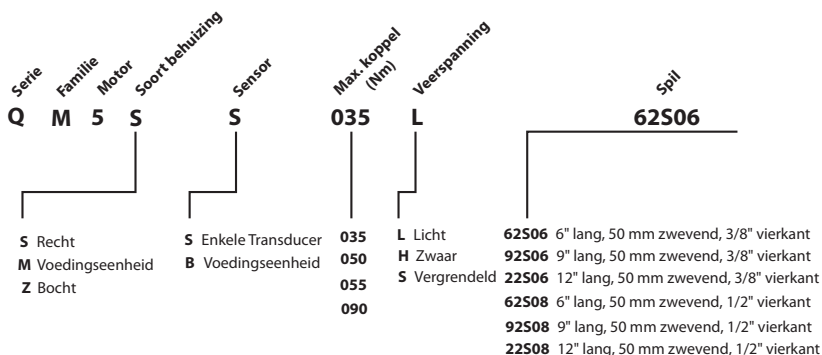 Serie Familie Motor Soort behuizing Sensor Max. koppel (Nm) Veerspanning Spil
Q M 5 S S 035 L 62S06
S Recht
M Voedingseenheid
Z Bocht
S Enkele Transducer
B Voedingseenheid
035
050
055
090
L Licht
H Zwaar
S Vergrendeld
62S06 6" lang, 50 mm zwevend, 3/8" vierkant
92S06 9" lang, 50 mm zwevend, 3/8" vierkant
22S06 12" lang, 50 mm zwevend, 3/8" vierkant
62S08 6" lang, 50 mm zwevend, 1/2" vierkant
92S08 9" lang, 50 mm zwevend, 1/2" vierkant
22S08 12" lang, 50 mm zwevend, 1/2" vierkant